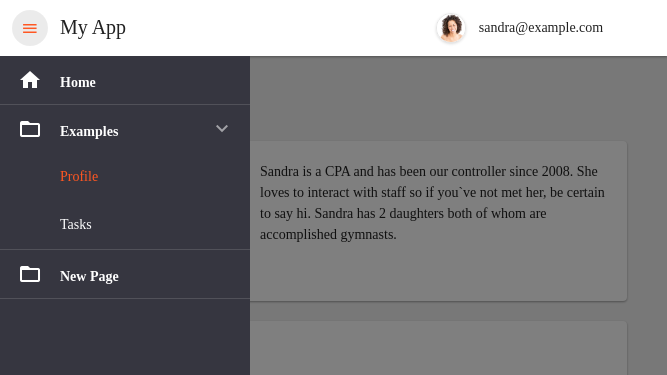 My App
sandra@example.com
Home
Examples
Profile
Tasks
New Page
Sandra is a CPA and has been our controller since 2008. She
loves to interact with staff so if you`ve not met her, be certain
to say hi. Sandra has 2 daughters both of whom are
accomplished gymnasts.